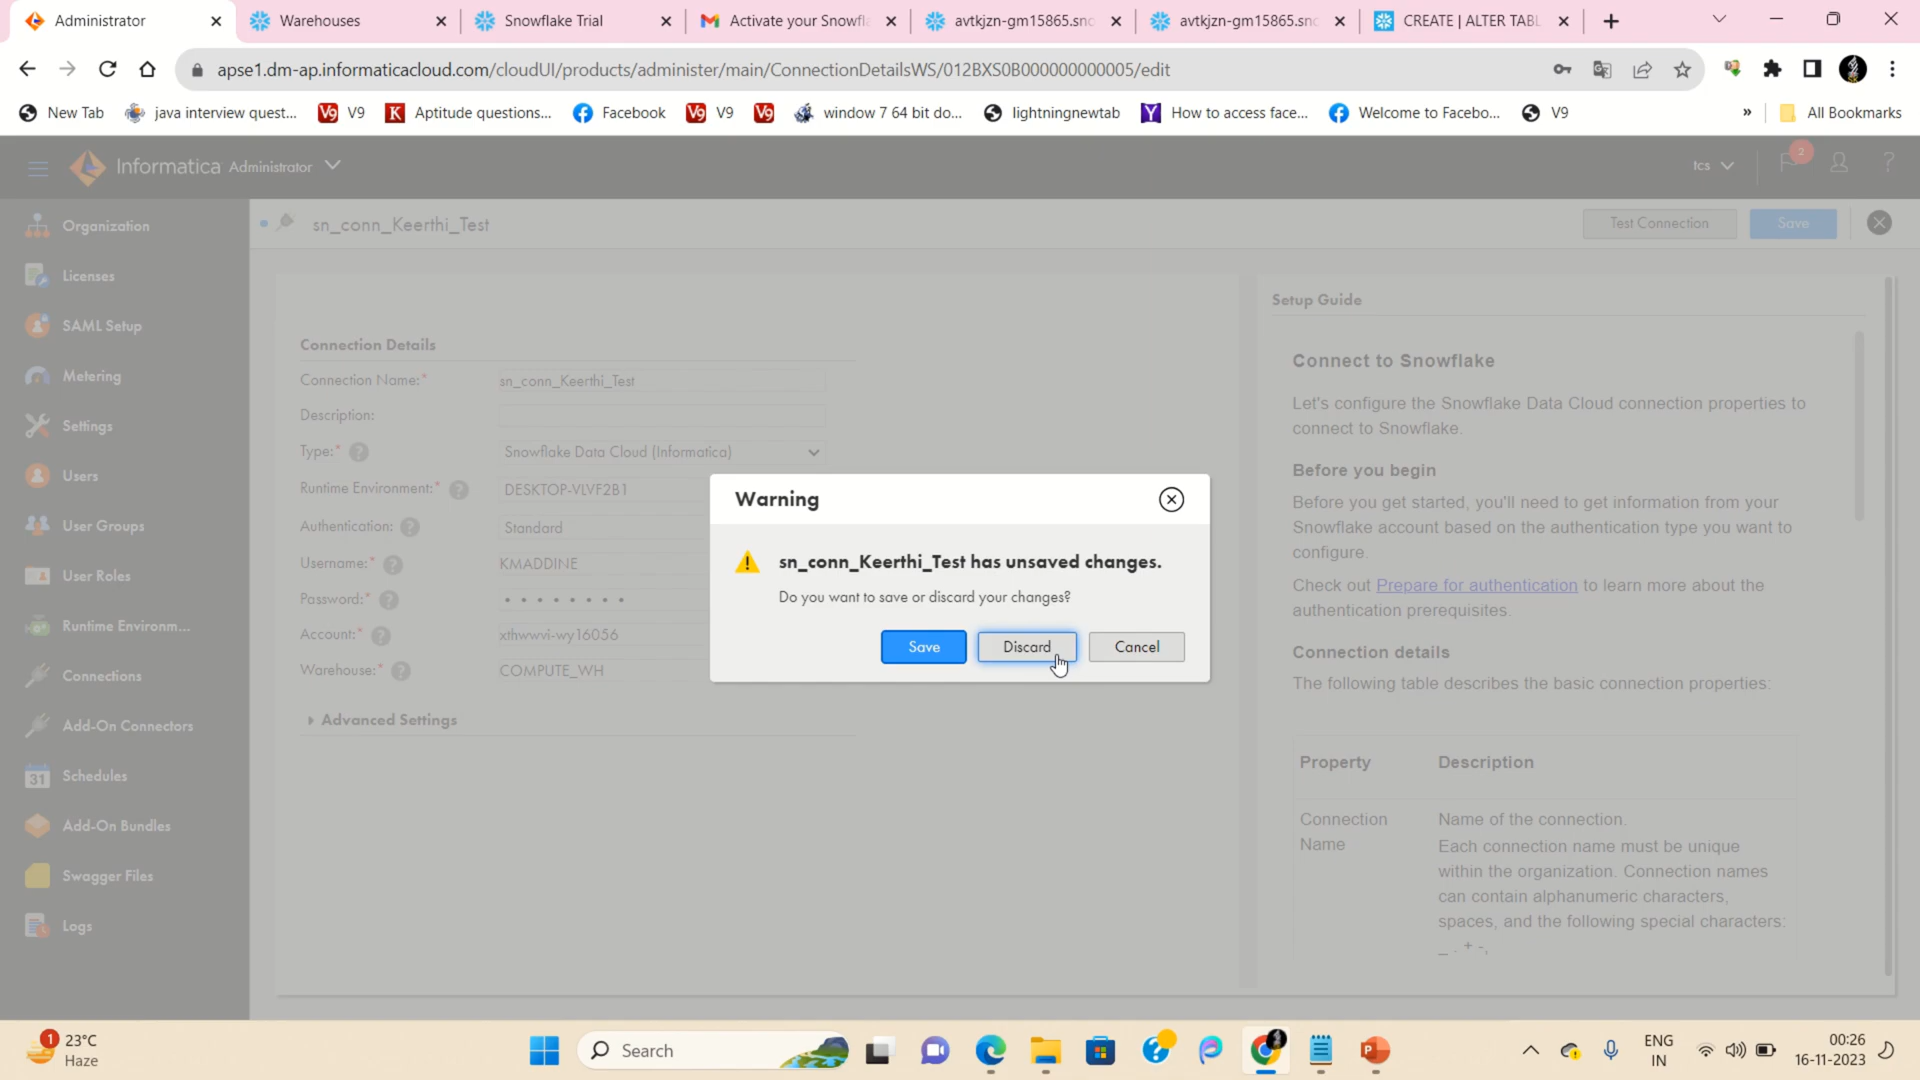 Administrator
Warehouses
Snowflake Trial
Activate your Snowfla
avtkjzn-gm15865.sno
avtkjzn-gm15865.sno
CREATE | ALTER TABL
apse1.dm-ap.informaticacloud.com/cloudUI/products/administer/main/ConnectionDetailsWS/012BXS0B000000000005/edit
New Tab
java interview quest...
V9
Aptitude questions...
Facebook
V9
window 7 64 bit do...
lightningnewtab
How to access face...
Welcome to Facebo...
V9
»
All Bookmarks
Informatica Administrator
tcs
2
?
Organization
Licenses
SAML Setup
Metering
Settings
Users
User Groups
User Roles
Runtime Environm...
Connections
Add-On Connectors
Schedules
31
Add-On Bundles
Swagger Files
Logs
sn_conn_Keerthi_Test
Test Connection
Save
Connection Details
Connection Name:* sn_conn_Keerthi_Test
Description:
Type:* ? Snowflake Data Cloud (Informatica)
Runtime Environment:* ? DESKTOP-VLVF2B1
Authentication: ? Standard
Username:* ? KMADDINE
Password:* ? • • • • • • • •
Account:* ? xthwwvi-wy16056
Warehouse:* ? COMPUTE_WH
Advanced Settings
Warning
sn_conn_Keerthi_Test has unsaved changes.
Do you want to save or discard your changes?
Save
Discard
Cancel
Setup Guide
Connect to Snowflake
Let's configure the Snowflake Data Cloud connection properties to
connect to Snowflake.
Before you begin
Before you get started, you'll need to get information from your
Snowflake account based on the authentication type you want to
configure.
Check out Prepare for authentication to learn more about the
authentication prerequisites.
Connection details
The following table describes the basic connection properties:
Property
Description
Connection
Name
Name of the connection.
Each connection name must be unique
within the organization. Connection names
can contain alphanumeric characters,
spaces, and the following special characters:
_ . + -,
1
23°C
Haze
Search
ENG
IN
00:26
16-11-2023